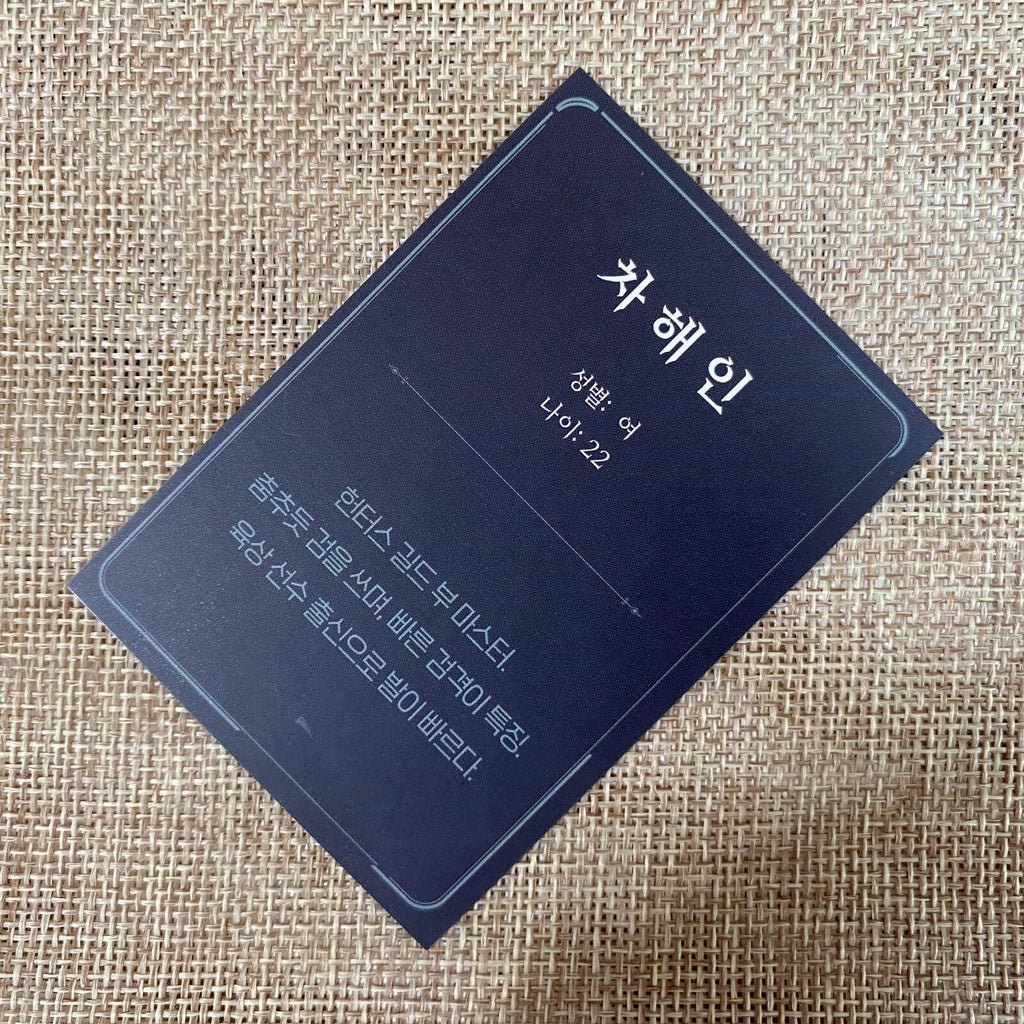 차해인
성별: 여
나이: 22
헌터스 길드 부 마스터.
춤추듯 검을 쓰며 빠른 검격이 특징.
육상 선수 출신으로 발이 빠르다.